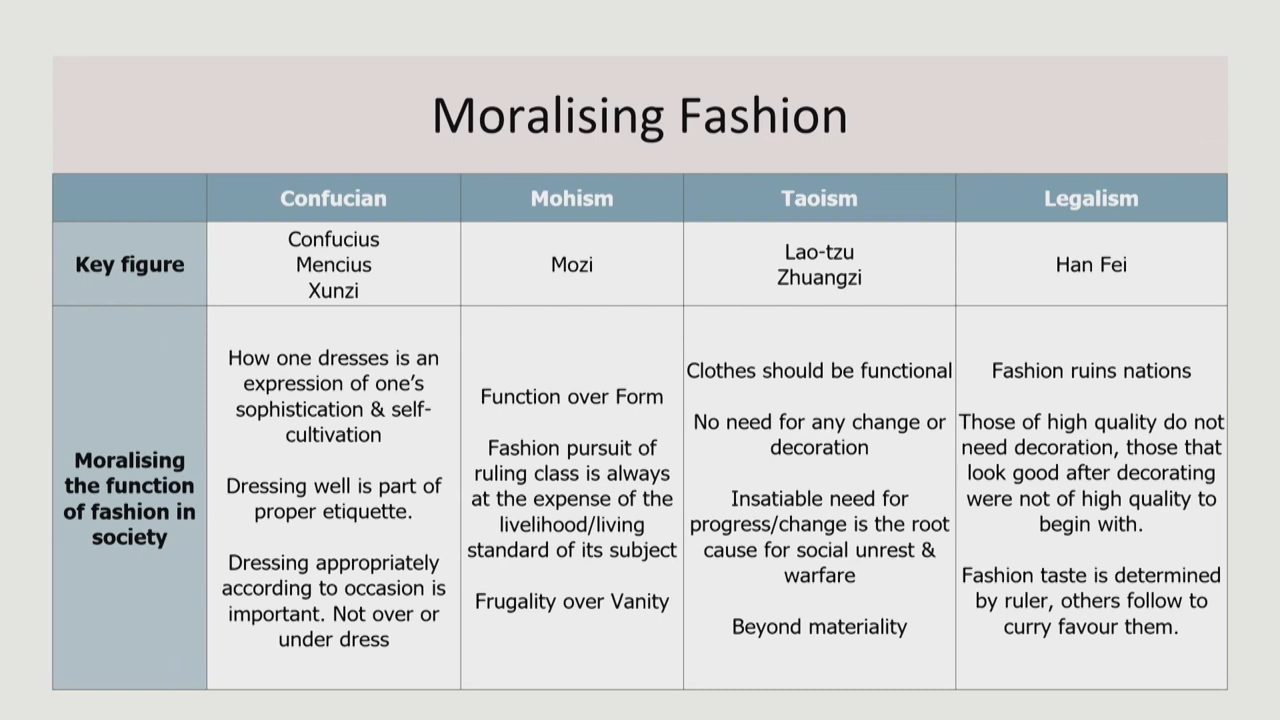 Moralising Fashion
Confucian
Mohism
Taoism
Legalism
Key figure
Confucius
Mencius
Xunzi
Mozi
Lao-tzu
Zhuangzi
Han Fei
Moralising
the function
of fashion in
society
How one dresses is an
expression of one’s
sophistication & self-
cultivation
Dressing well is part of
proper etiquette.
Dressing appropriately
according to occasion is
important. Not over or
under dress
Function over Form
Fashion pursuit of
ruling class is always
at the expense of the
livelihood/living
standard of its subject
Frugality over Vanity
Clothes should be functional
No need for any change or
decoration
Insatiable need for
progress/change is the root
cause for social unrest &
warfare
Beyond materiality
Fashion ruins nations
Those of high quality do not
need decoration, those that
look good after decorating
were not of high quality to
begin with.
Fashion taste is determined
by ruler, others follow to
curry favour them.